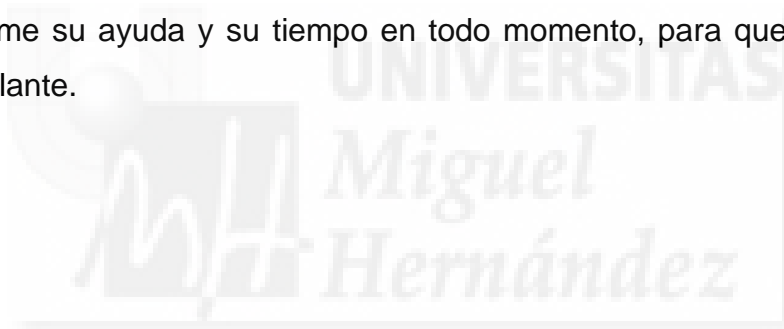 me su ayuda y su tiempo en todo momento, para que
lante.
UNIVERSITAS
Miguel
Hernández